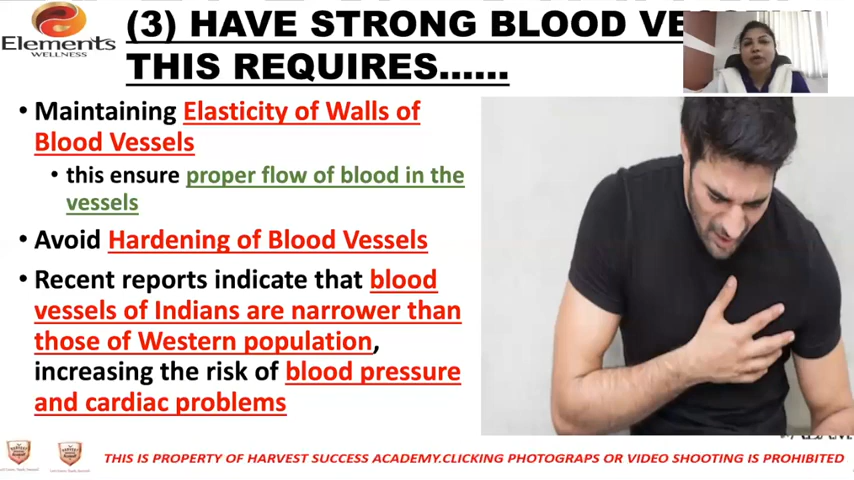 Elements
WELLNESS
(3) HAVE STRONG BLOOD VE
THIS REQUIRES......
• Maintaining Elasticity of Walls of
Blood Vessels
• this ensure proper flow of blood in the
vessels
• Avoid Hardening of Blood Vessels
• Recent reports indicate that blood
vessels of Indians are narrower than
those of Western population,
increasing the risk of blood pressure
and cardiac problems
THIS IS PROPERTY OF HARVEST SUCCESS ACADEMY.CLICKING PHOTOGRAPS OR VIDEO SHOOTING IS PROHIBITED